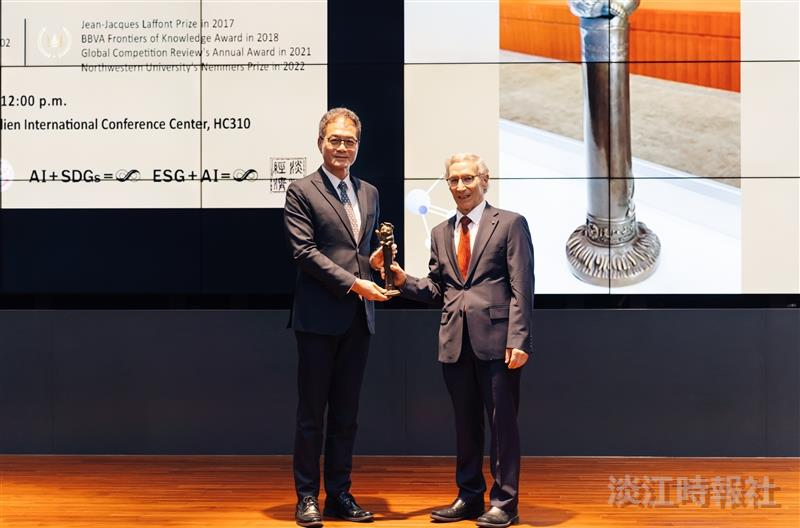 02
Jean-Jacques Laffont Prize in 2017
BBVA Frontiers of Knowledge Award in 2018
Global Competition Review's Annual Award in 2021
Northwestern University's Nemmers Prize in 2022
12:00 p.m.
lien International Conference Center, HC310
AI+SDGs=∞ ESG+AI=∞
淡江時報社